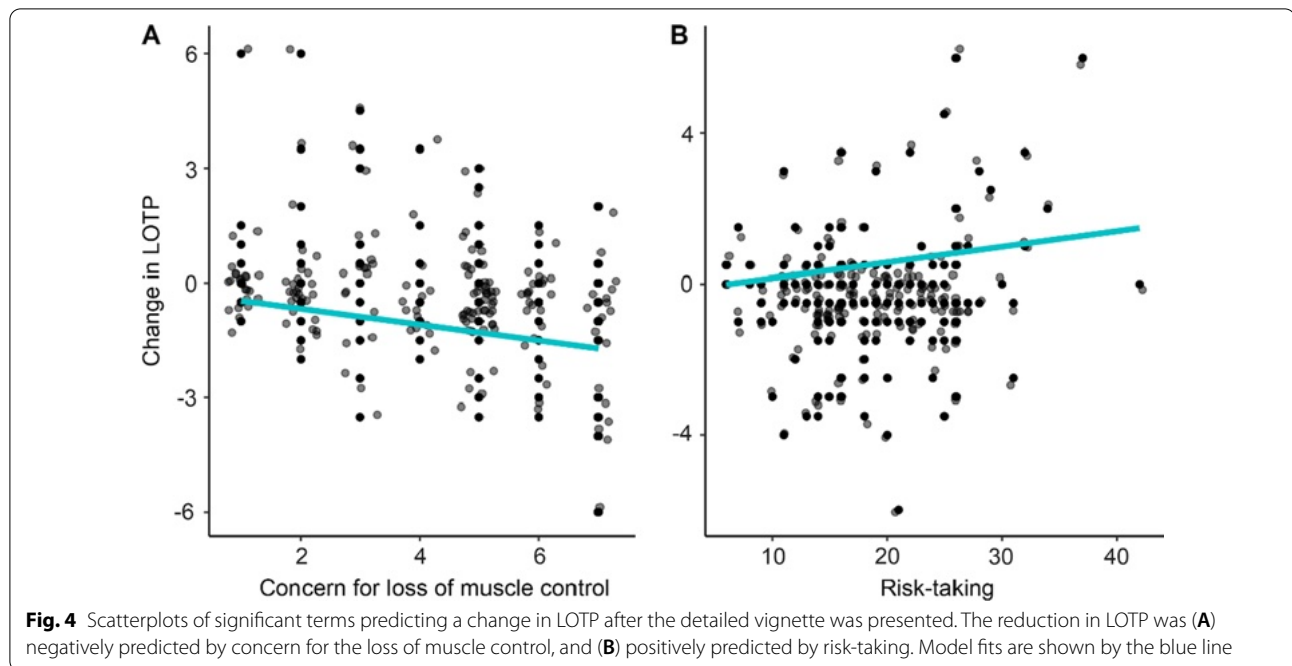 A
B
6
3
0
-3
-6
Change in LOTP
2 4 6
Concern for loss of muscle control
4
0
-4
10 20 30 40
Risk-taking
Fig. 4 Scatterplots of significant terms predicting a change in LOTP after the detailed vignette was presented. The reduction in LOTP was (A)
negatively predicted by concern for the loss of muscle control, and (B) positively predicted by risk-taking. Model fits are shown by the blue line